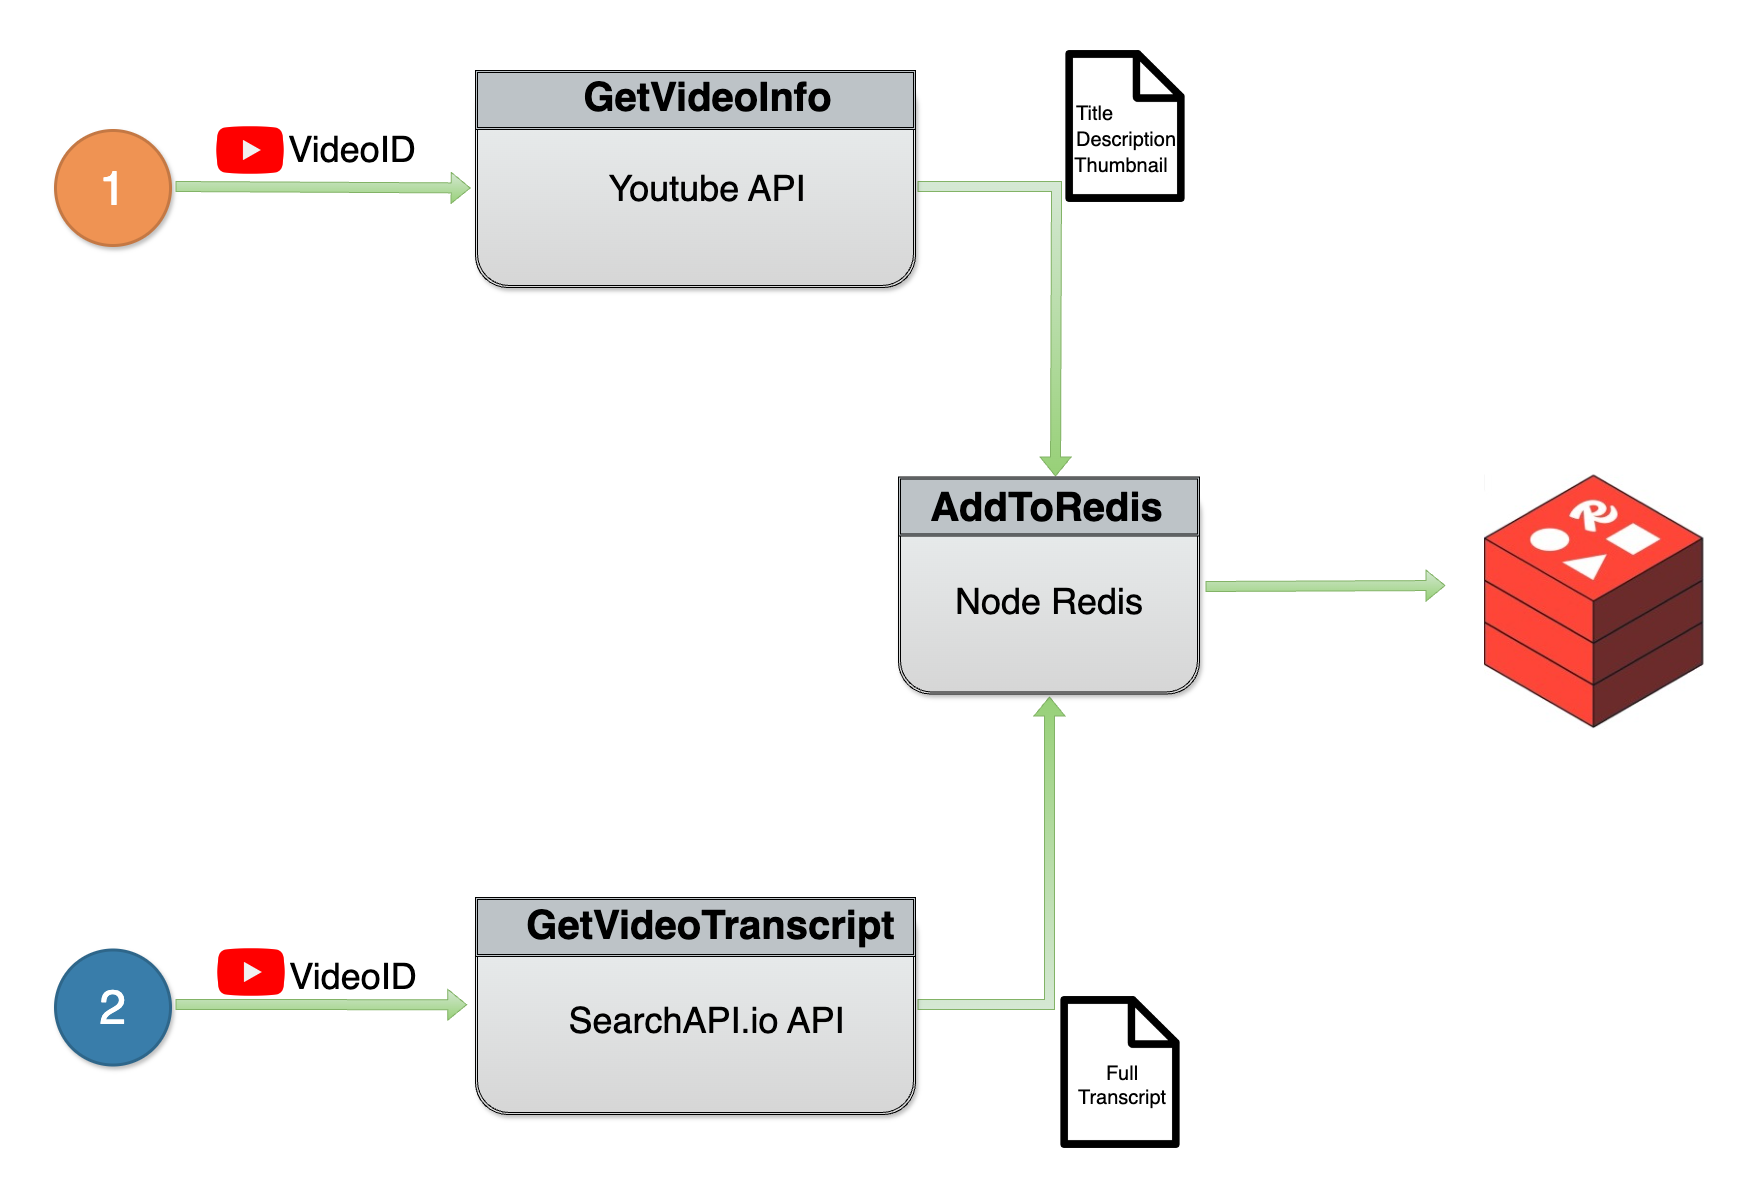 1
VideoID
GetVideoInfo
Youtube API
Title
Description
Thumbnail
AddToRedis
Node Redis
2
VideoID
GetVideoTranscript
SearchAPI.io API
Full
Transcript